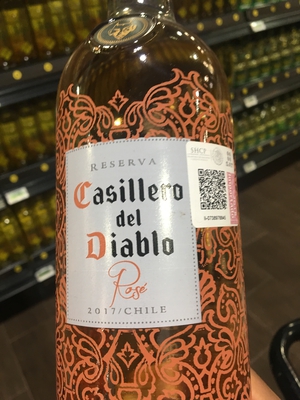 RESERVA
Casillero
del
Diablo
Rosé
2017/CHILE
SHCP